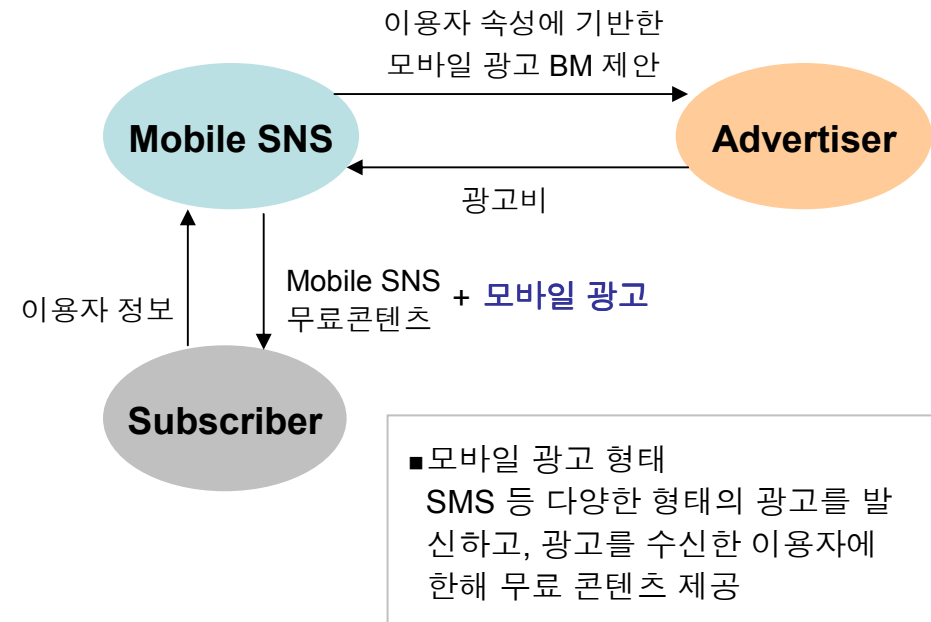 이용자 속성에 기반한
모바일 광고 BM 제안
Mobile SNS
Advertiser
광고비
이용자 정보
Mobile SNS
무료콘텐츠
+ 모바일 광고
Subscriber
■모바일 광고 형태
SMS 등 다양한 형태의 광고를 발
신하고, 광고를 수신한 이용자에
한해 무료 콘텐츠 제공